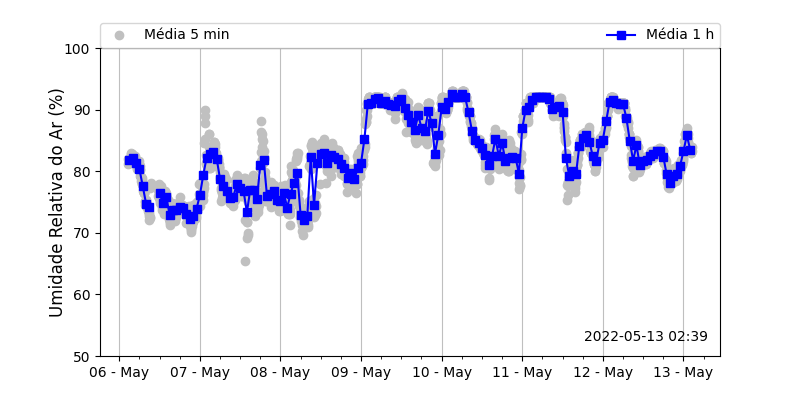 Média 5 min
Média 1 h
Umidade Relativa do Ar (%)
100
90
80
70
60
50
2022-05-13 02:39
06 - May
07 - May
08 - May
09 - May
10 - May
11 - May
12 - May
13 - May